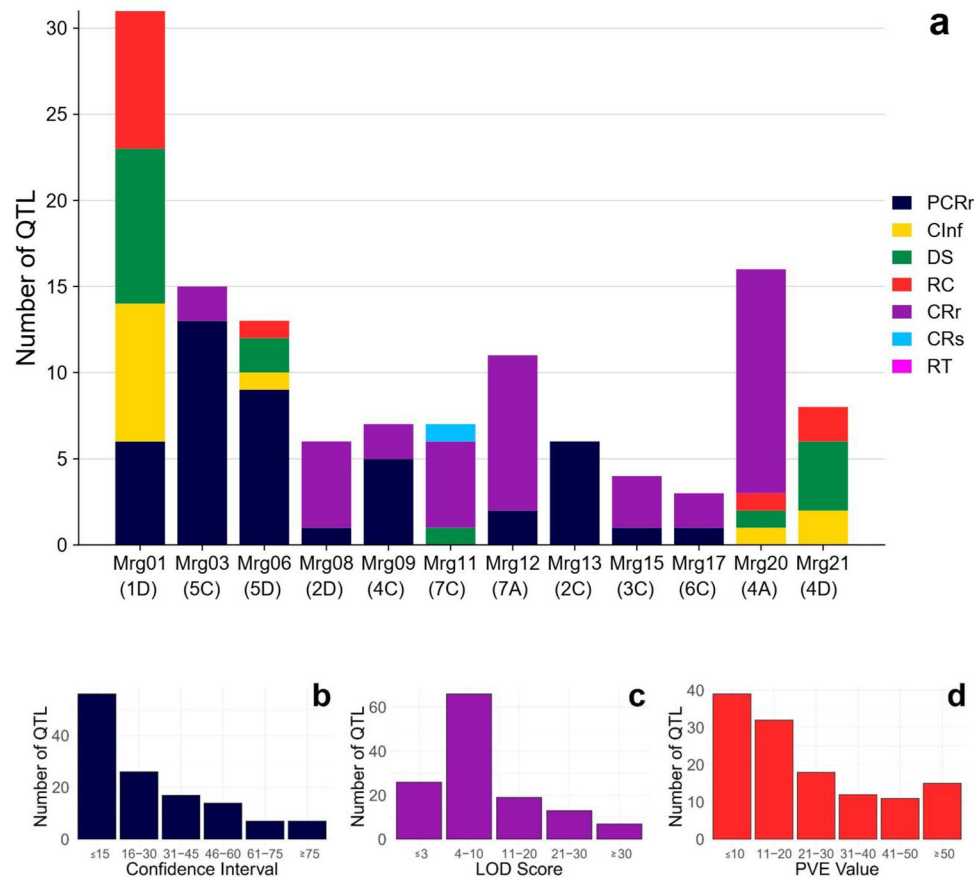 a
Number of QTL
30
25
20
15
10
5
0
Mrg01 Mrg03 Mrg06 Mrg08 Mrg09 Mrg11 Mrg12 Mrg13 Mrg15 Mrg17 Mrg20 Mrg21
(1D) (5C) (5D) (2D) (4C) (7C) (7A) (2C) (3C) (6C) (4A) (4D)
PCRr
CInf
DS
RC
CRr
CRs
RT
b
Number of QTL
40
20
0
≤15 16−30 31−45 46−60 61−75 ≥75
Confidence Interval
c
Number of QTL
60
40
20
0
≤3 4−10 11−20 21−30 ≥30
LOD Score
d
Number of QTL
40
30
20
10
0
≤10 11−20 21−30 31−40 41−50 ≥50
PVE Value